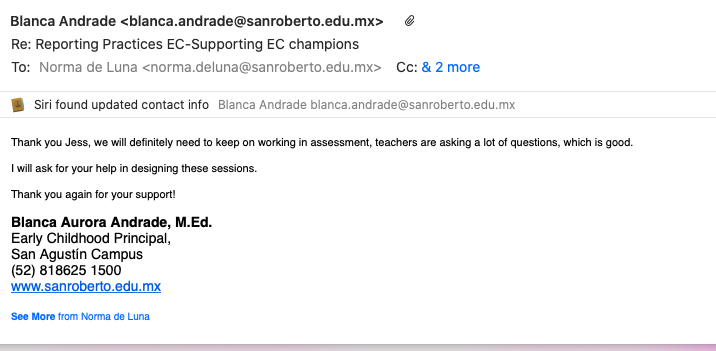 Blanca Andrade <blanca.andrade@sanroberto.edu.mx>
Re: Reporting Practices EC-Supporting EC champions
To: Norma de Luna <norma.deluna@sanroberto.edu.mx> Cc: & 2 more
Siri found updated contact info Blanca Andrade blanca.andrade@sanroberto.edu.mx
Thank you Jess, we will definitely need to keep on working in assessment, teachers are asking a lot of questions, which is good.
I will ask for your help in designing these sessions.
Thank you again for your support!
Blanca Aurora Andrade, M.Ed.
Early Childhood Principal,
San Agustín Campus
(52) 818625 1500
www.sanroberto.edu.mx
See More from Norma de Luna